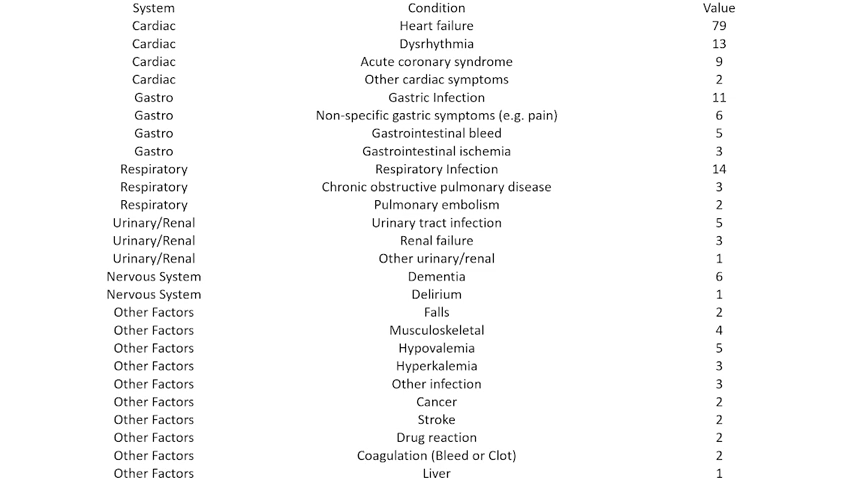 System Condition Value
Cardiac Heart failure 79
Cardiac Dysrhythmia 13
Cardiac Acute coronary syndrome 9
Cardiac Other cardiac symptoms 2
Gastro Gastric Infection 11
Gastro Non-specific gastric symptoms (e.g. pain) 6
Gastro Gastrointestinal bleed 5
Gastro Gastrointestinal ischemia 3
Respiratory Respiratory Infection 14
Respiratory Chronic obstructive pulmonary disease 3
Respiratory Pulmonary embolism 2
Urinary/Renal Urinary tract infection 5
Urinary/Renal Renal failure 3
Urinary/Renal Other urinary/renal 1
Nervous System Dementia 6
Nervous System Delirium 1
Other Factors Falls 2
Other Factors Musculoskeletal 4
Other Factors Hypovalemia 5
Other Factors Hyperkalemia 3
Other Factors Other infection 3
Other Factors Cancer 2
Other Factors Stroke 2
Other Factors Drug reaction 2
Other Factors Coagulation (Bleed or Clot) 2
Other Factors Liver 1